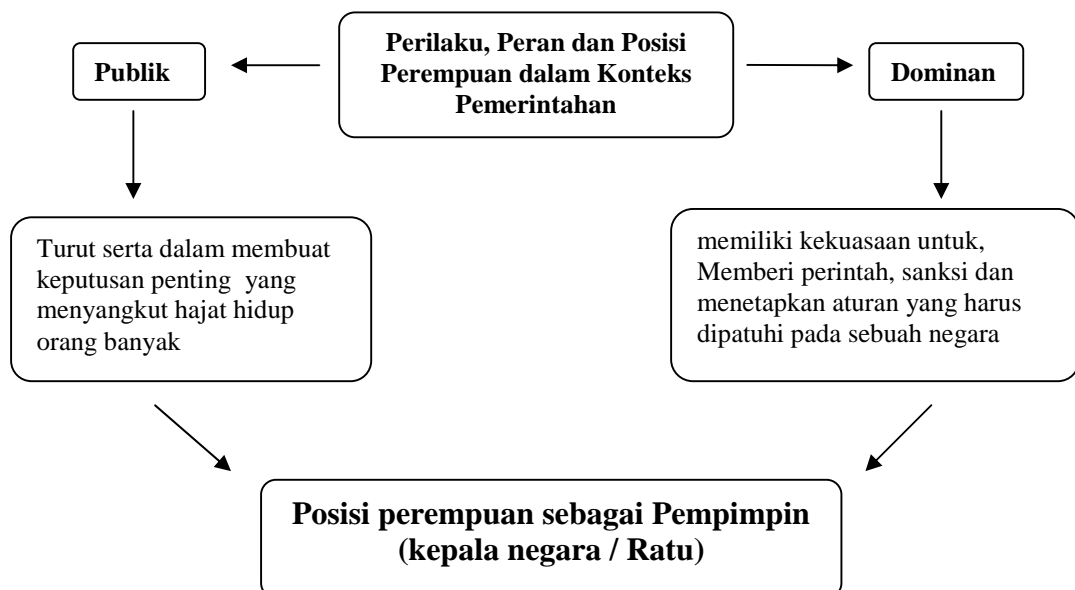 Perilaku, Peran dan Posisi
Perempuan dalam Konteks
Pemerintahan
Publik
Dominan
Turut serta dalam membuat
keputusan penting yang
menyangkut hajat hidup
orang banyak
memiliki kekuasaan untuk,
Memberi perintah, sanksi dan
menetapkan aturan yang harus
dipatuhi pada sebuah negara
Posisi perempuan sebagai Pempimpin
(kepala negara / Ratu)